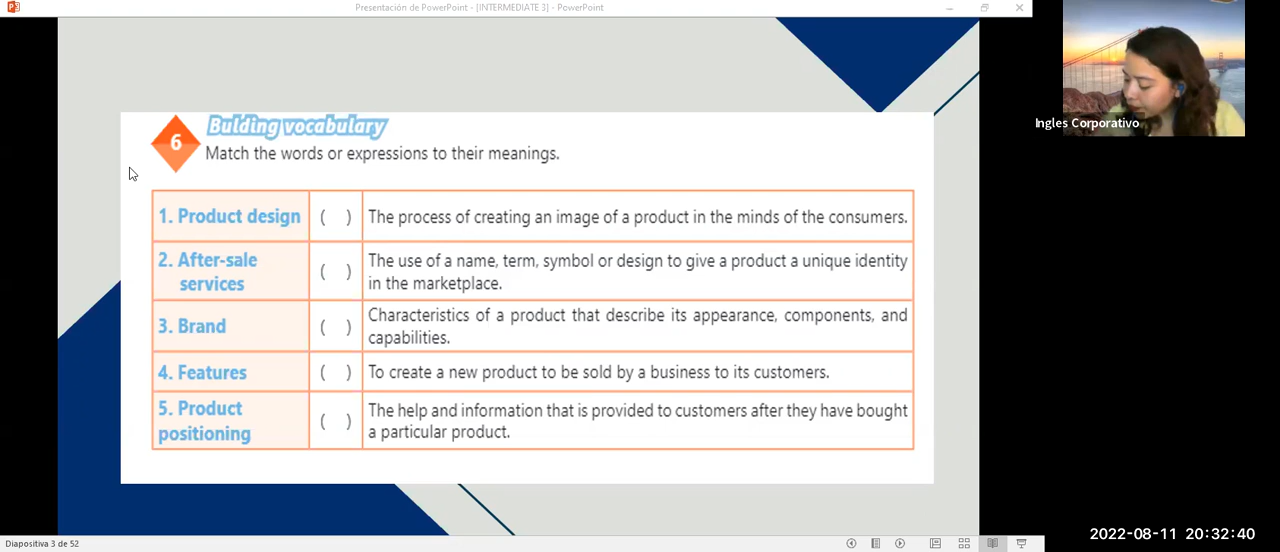 Presentación de PowerPoint - [INTERMEDIATE 3] - PowerPoint
6
Bulding vocabulary
Match the words or expressions to their meanings.
1. Product design ( ) The process of creating an image of a product in the minds of the consumers.
2. After-sale
services
( )
The use of a name, term, symbol or design to give a product a unique identity
in the marketplace.
3. Brand
( )
Characteristics of a product that describe its appearance, components, and
capabilities.
4. Features ( ) To create a new product to be sold by a business to its customers.
5. Product
positioning
( )
The help and information that is provided to customers after they have bought
a particular product.
Ingles Corporativo
Diapositiva 3 de 52
2022-08-11 20:32:40